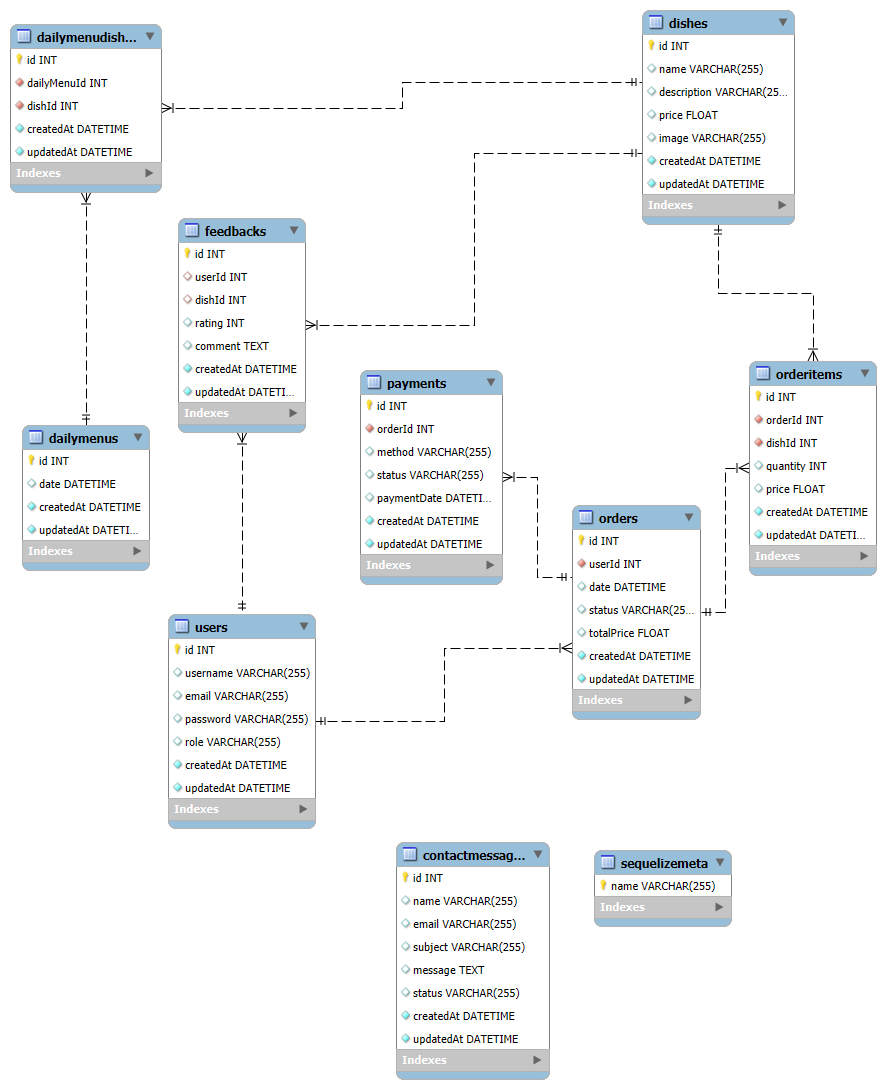 dailymenudish...
id INT
dailyMenuId INT
dishId INT
createdAt DATETIME
updatedAt DATETIME
Indexes
dishes
id INT
name VARCHAR(255)
description VARCHAR(25...
price FLOAT
image VARCHAR(255)
createdAt DATETIME
updatedAt DATETIME
Indexes
feedbacks
id INT
userId INT
dishId INT
rating INT
comment TEXT
createdAt DATETIME
updatedAt DATETI...
Indexes
payments
id INT
orderId INT
method VARCHAR(255)
status VARCHAR(255)
paymentDate DATETI...
createdAt DATETIME
updatedAt DATETIME
Indexes
orderitems
id INT
orderId INT
dishId INT
quantity INT
price FLOAT
createdAt DATETIME
updatedAt DATETI...
Indexes
dailymenus
id INT
date DATETIME
createdAt DATETIME
updatedAt DATETI...
Indexes
orders
id INT
userId INT
date DATETIME
status VARCHAR(25...
totalPrice FLOAT
createdAt DATETIME
updatedAt DATETIME
Indexes
users
id INT
username VARCHAR(255)
email VARCHAR(255)
password VARCHAR(255)
role VARCHAR(255)
createdAt DATETIME
updatedAt DATETIME
Indexes
contactmessag...
id INT
name VARCHAR(255)
email VARCHAR(255)
subject VARCHAR(255)
message TEXT
status VARCHAR(255)
createdAt DATETIME
updatedAt DATETIME
Indexes
sequelizemeta
name VARCHAR(255)
Indexes